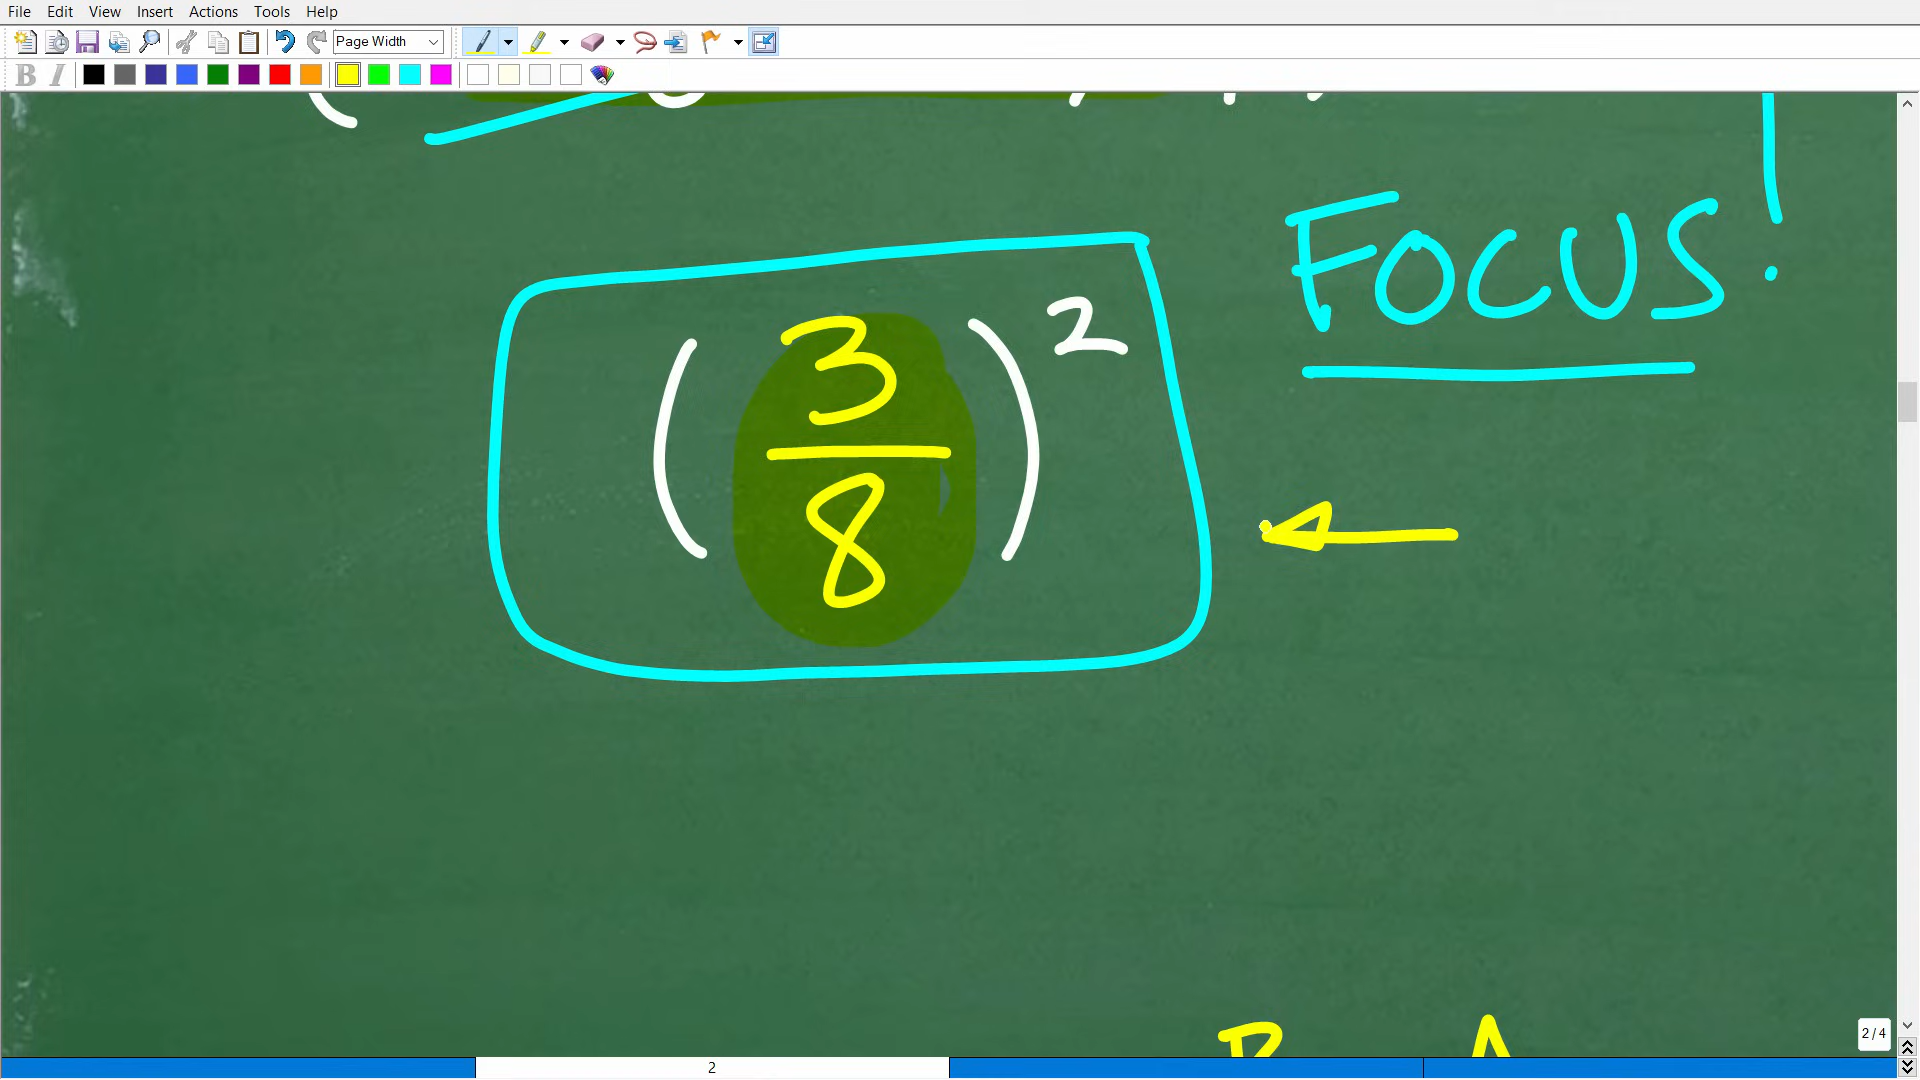 File Edit View Insert Actions Tools Help
Page Width
B I
FOCUS!
(3/8)²
2/4
2